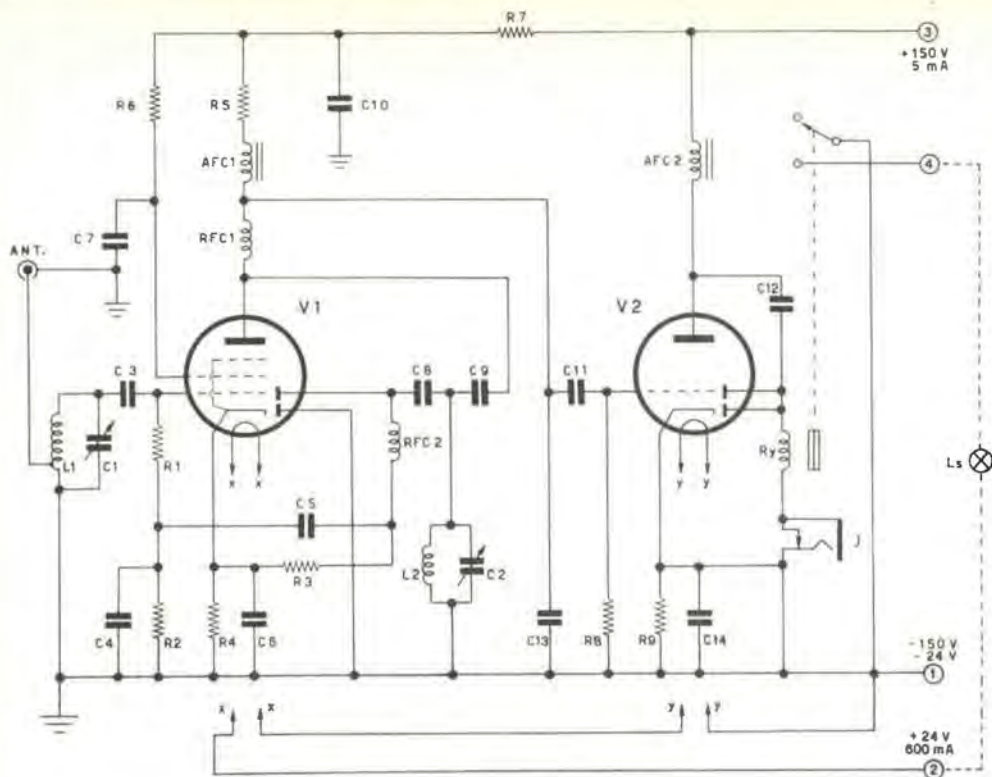 R7
3
+150 V
5 mA
R6
R5
C10
AFC1
AFC2
4
C7
RFC1
ANT.
V1
V2
C12
C3
C8
C9
C11
L1
C1
R1
RFC2
Ry
Ls
x x
y y
C5
J
L2
C2
R3
C4
R2
R4
C6
C13
R8
R9
C14
-150 V
-24 V
1
x x
y y
+24 V
600 mA
2